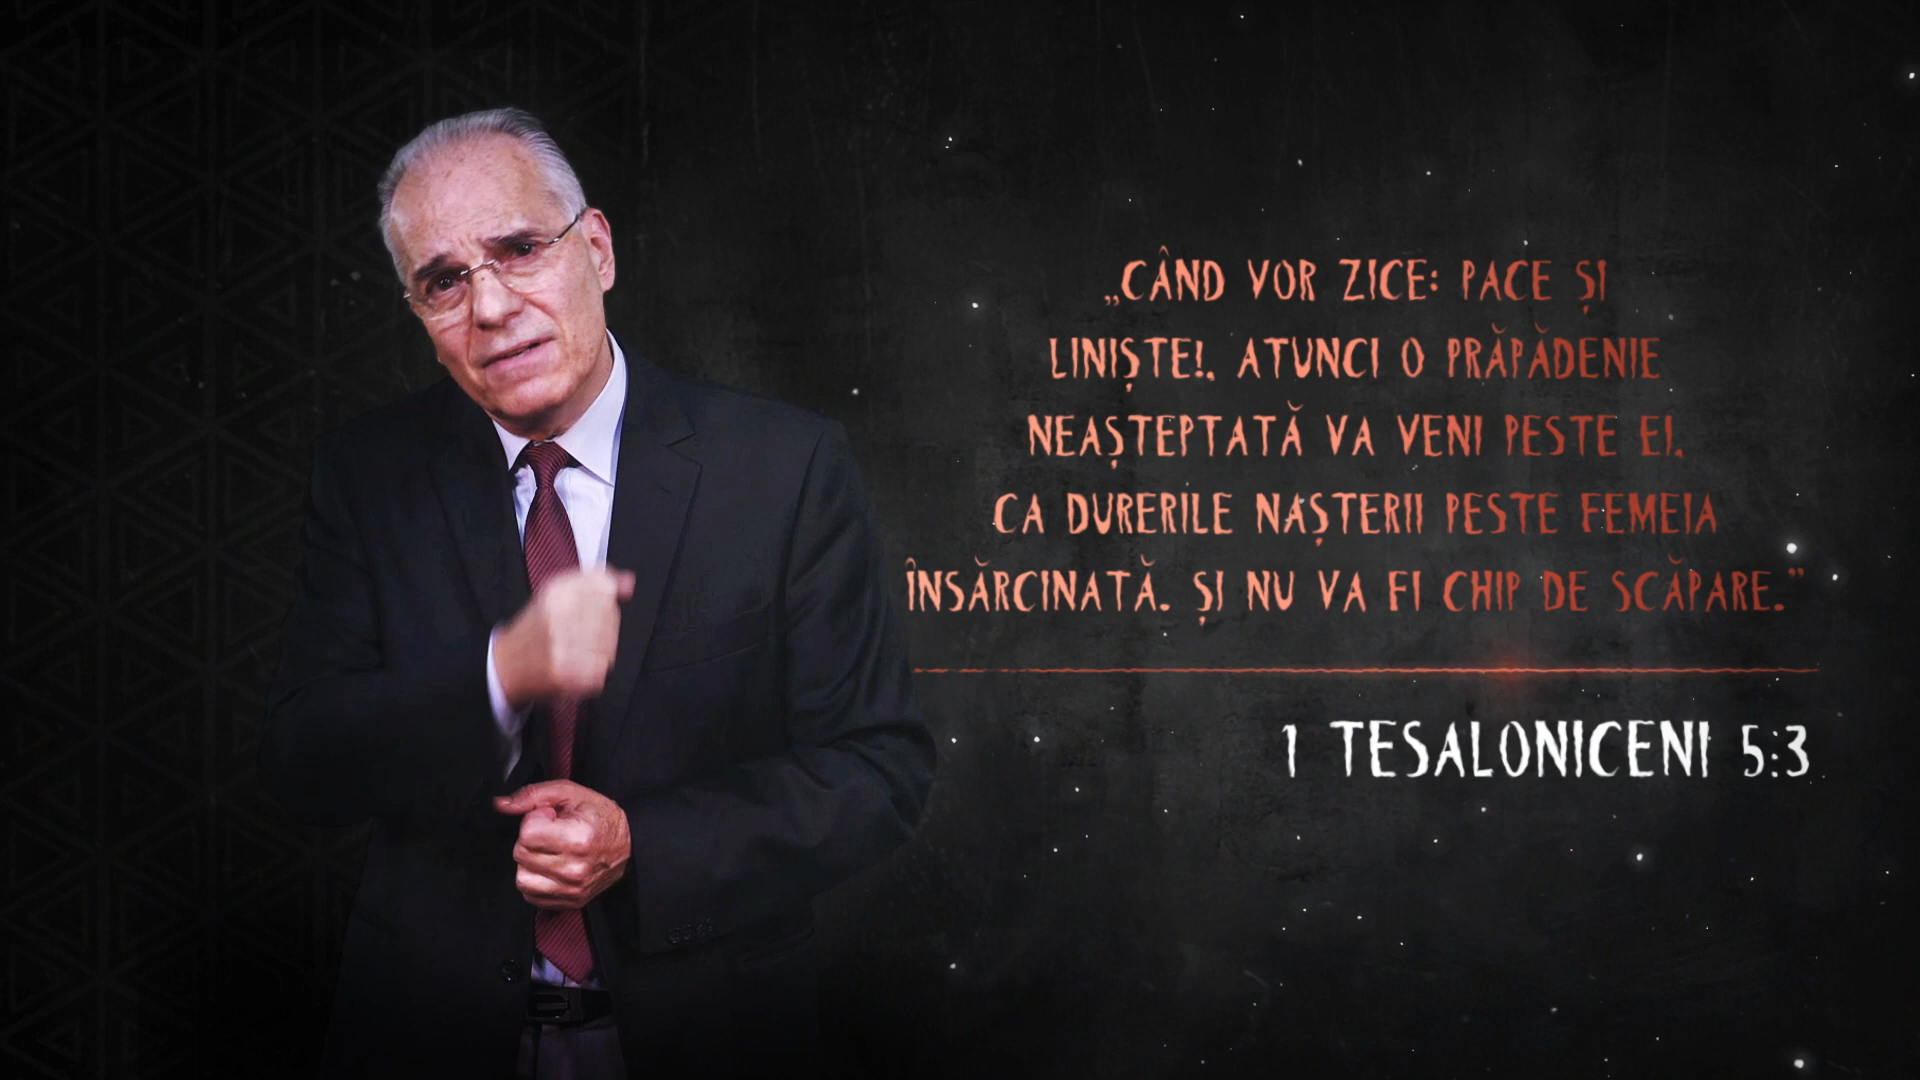 „CÂND VOR ZICE: PACE ȘI
LINIȘTE!, ATUNCI O PRĂPĂDENIE
NEAȘTEPTATĂ VA VENI PESTE EI,
CA DURERILE NAȘTERII PESTE FEMEIA
ÎNSĂRCINATĂ. ȘI NU VA FI CHIP DE SCĂPARE.”
1 TESALONICENI 5:3